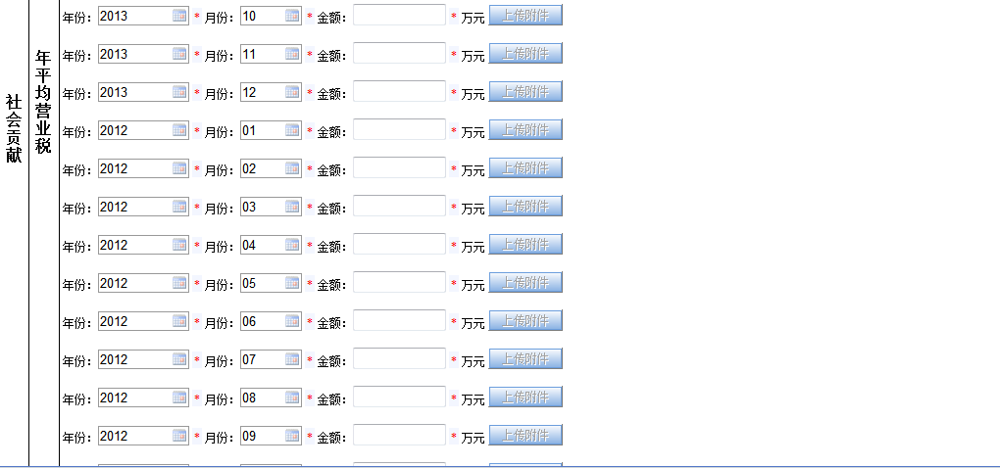 社会贡献
年平均营业税
年份: 2013 * 月份: 10 * 金额: * 万元 上传附件
年份: 2013 * 月份: 11 * 金额: * 万元 上传附件
年份: 2013 * 月份: 12 * 金额: * 万元 上传附件
年份: 2012 * 月份: 01 * 金额: * 万元 上传附件
年份: 2012 * 月份: 02 * 金额: * 万元 上传附件
年份: 2012 * 月份: 03 * 金额: * 万元 上传附件
年份: 2012 * 月份: 04 * 金额: * 万元 上传附件
年份: 2012 * 月份: 05 * 金额: * 万元 上传附件
年份: 2012 * 月份: 06 * 金额: * 万元 上传附件
年份: 2012 * 月份: 07 * 金额: * 万元 上传附件
年份: 2012 * 月份: 08 * 金额: * 万元 上传附件
年份: 2012 * 月份: 09 * 金额: * 万元 上传附件